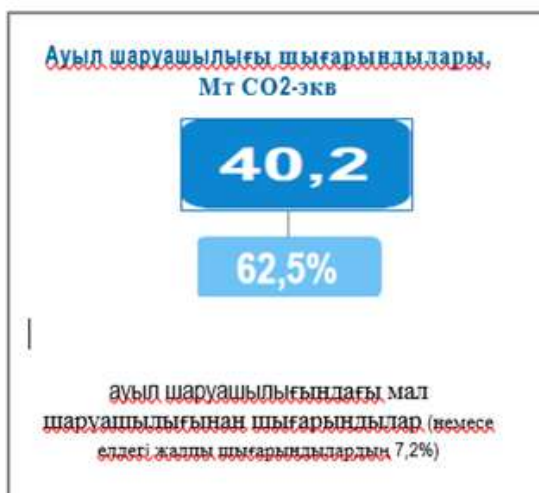 Ауыл шаруашылығы шығарындылары,
Мт СО2-экв
40,2
62,5%
ауыл шаруашылығындағы мал
шаруашылығынан шығарындылар (немесе
елдегі жалпы шығарындылардың 7,2%)